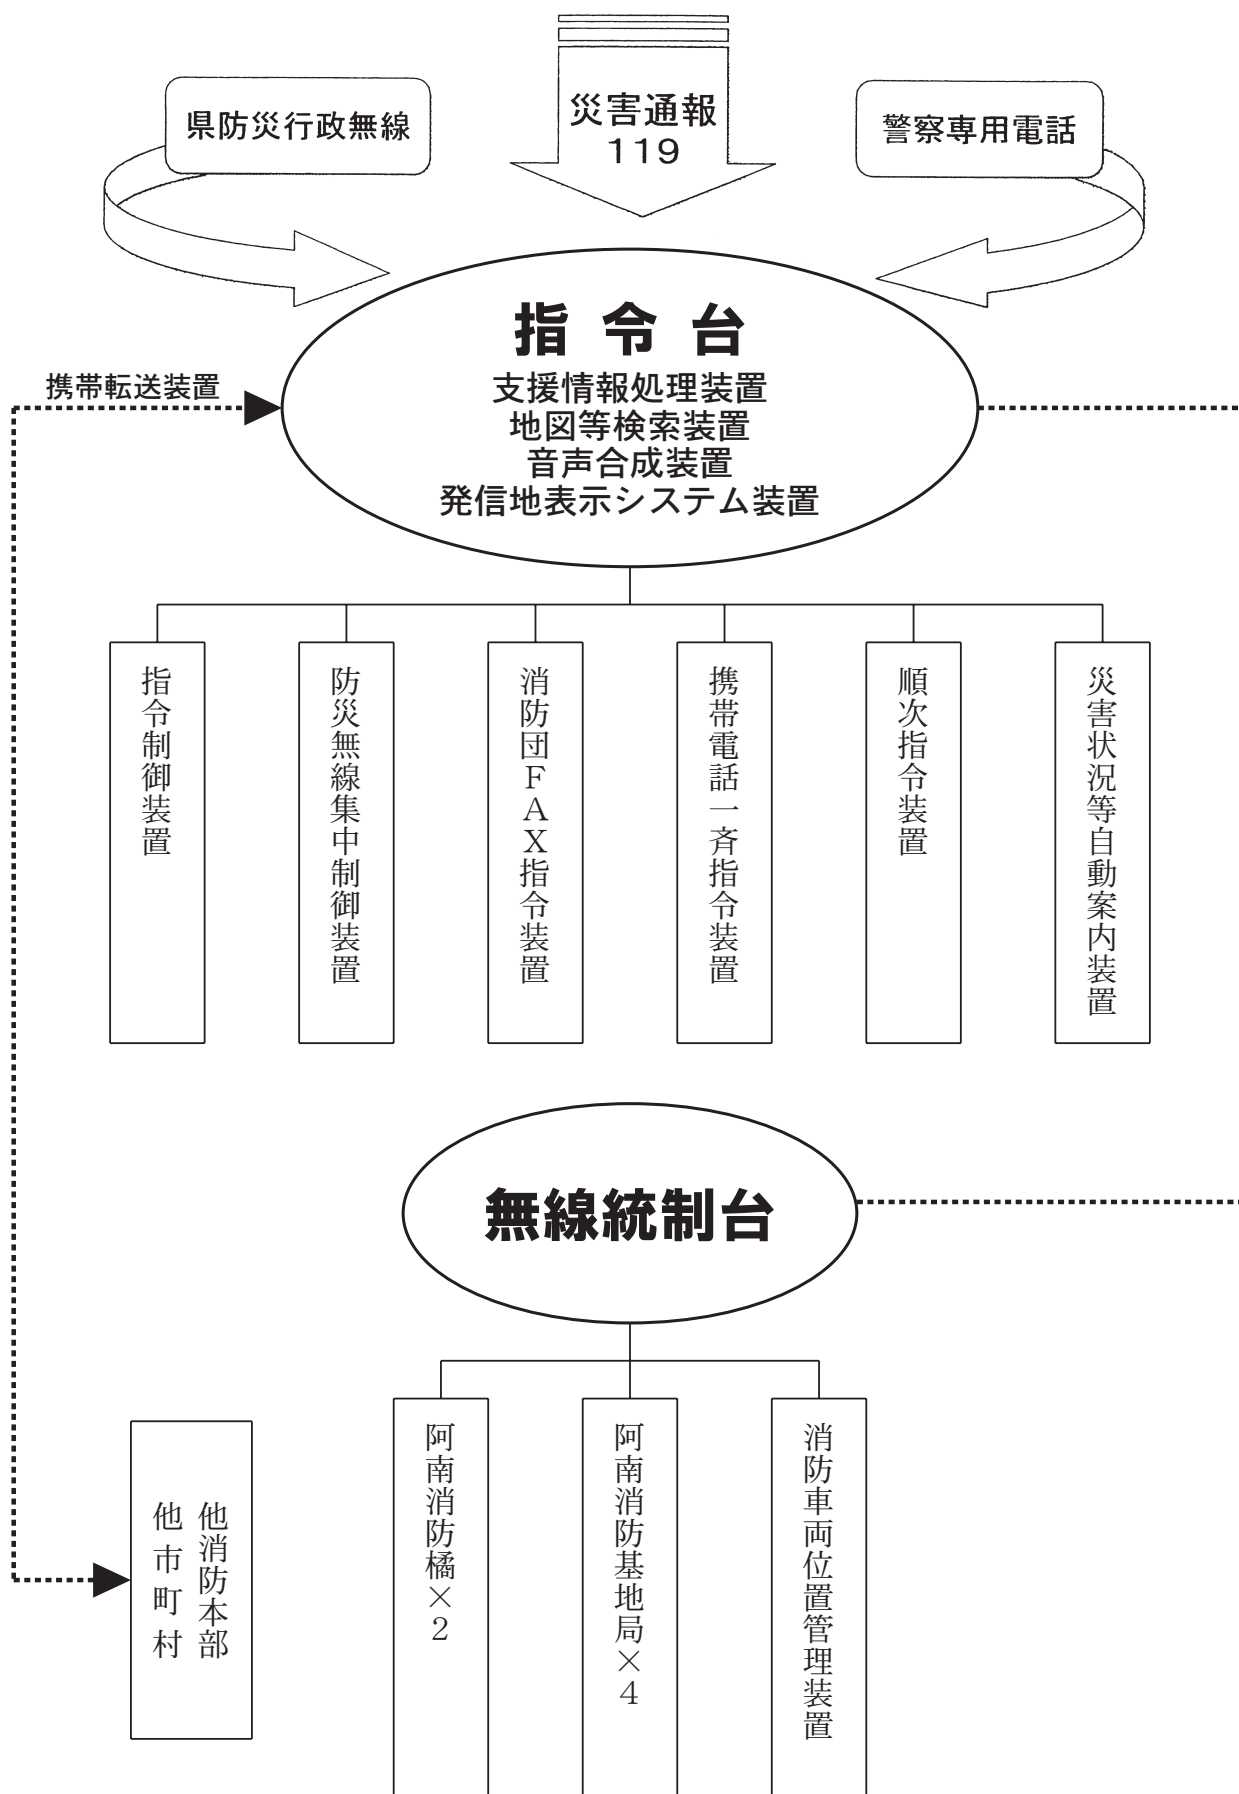 災害通報
119
県防災行政無線
警察専用電話
指令台
支援情報処理装置
地図等検索装置
音声合成装置
発信地表示システム装置
携帯転送装置
指令制御装置
防災無線集中制御装置
消防団FAX指令装置
携帯電話一斉指令装置
順次指令装置
災害状況等自動案内装置
無線統制台
他消防本部
他市町村
阿南消防橘×2
阿南消防基地局×4
消防車両位置管理装置